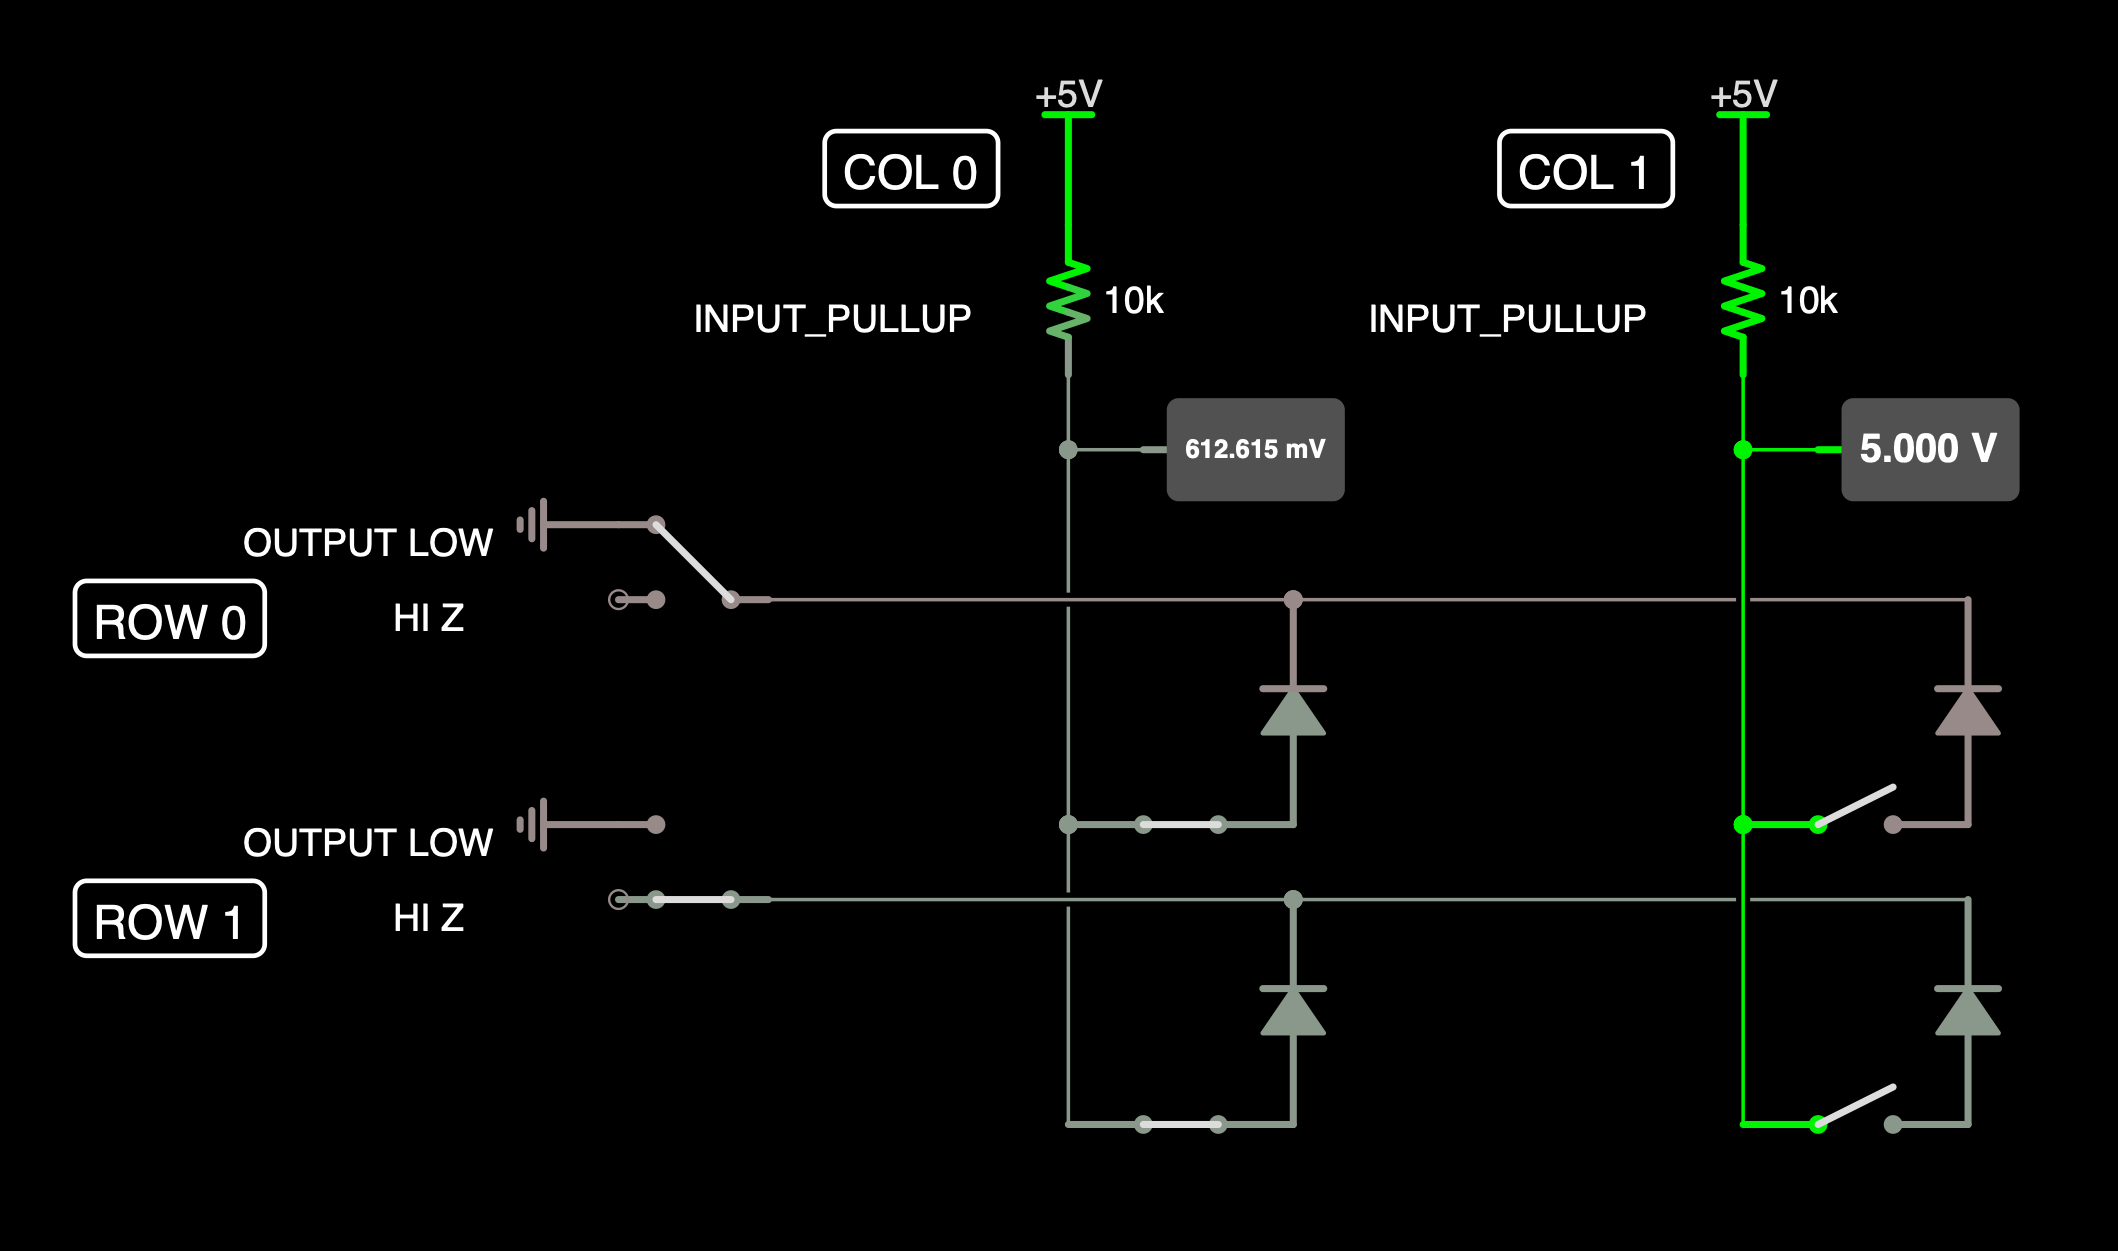 +5V
+5V
COL 0
COL 1
INPUT_PULLUP
10k
INPUT_PULLUP
10k
612.615 mV
5.000 V
OUTPUT LOW
ROW 0
HI Z
OUTPUT LOW
ROW 1
HI Z